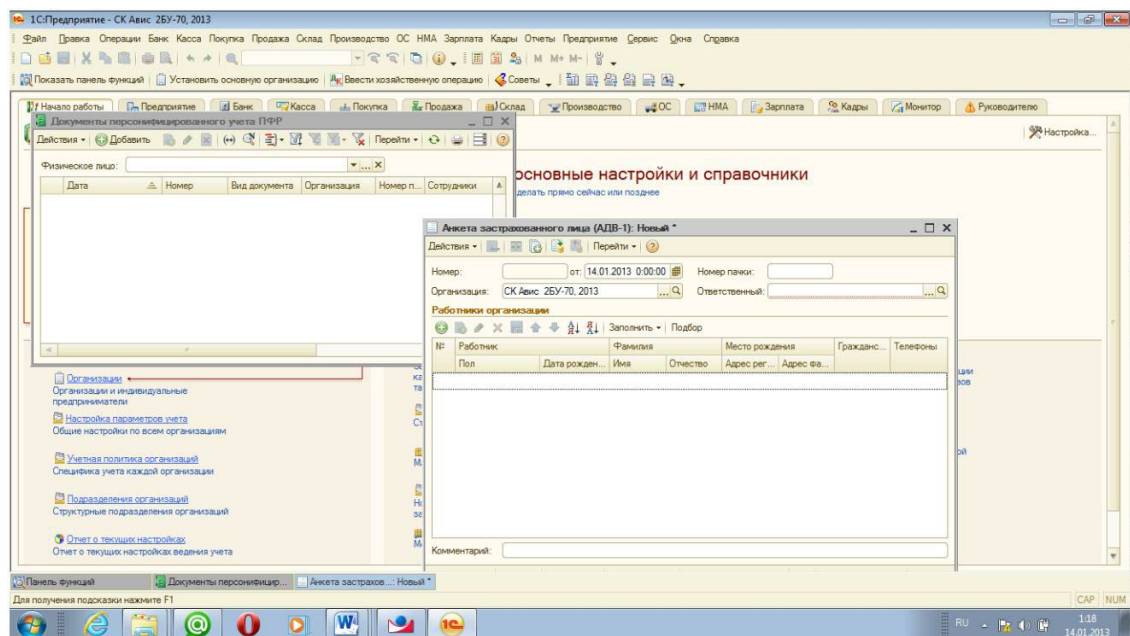 1С:Предприятие - СК Авис 2БУ-70, 2013
Файл Правка Операции Банк Касса Покупка Продажа Склад Производство ОС НМА Зарплата Кадры Отчеты Предприятие Сервис Окна Справка
M M+ M-
Показать панель функций Установить основную организацию Ввести хозяйственную операцию Советы
Начало работы Предприятие Банк Касса Покупка Продажа Склад Производство ОС НМА Зарплата Кадры Монитор Руководителю
Документы персонифицированного учета ПФР
Настройка...
Действия Добавить Перейти
Физическое лицо:
основные настройки и справочники
Дата Номер Вид документа Организация Номер п... Сотрудники
делать прямо сейчас или позднее
Анкета застрахованного лица (АДВ-1): Новый *
Действия Перейти
Номер: от: 14.01.2013 0:00:00 Номер пачки:
Организация: СК Авис 2БУ-70, 2013 Ответственный:
Работники организации
Заполнить Подбор
№ Работник Фамилия Место рождения Гражданс... Телефоны
Пол Дата рожден... Имя Отчество Адрес рег... Адрес фа...
Организации
Организации и индивидуальные
предприниматели
Настройка параметров учета
Общие настройки по всем организациям
Учетная политика организаций
Специфика учета каждой организации
Подразделения организаций
Структурные подразделения организаций
Отчет о текущих настройках
Отчет о текущих настройках ведения учета
Комментарий:
Панель функций Документы персонифицир... Анкета застрахов...: Новый *
Для получения подсказки нажмите F1 CAP NUM
RU 1:18
14.01.2013